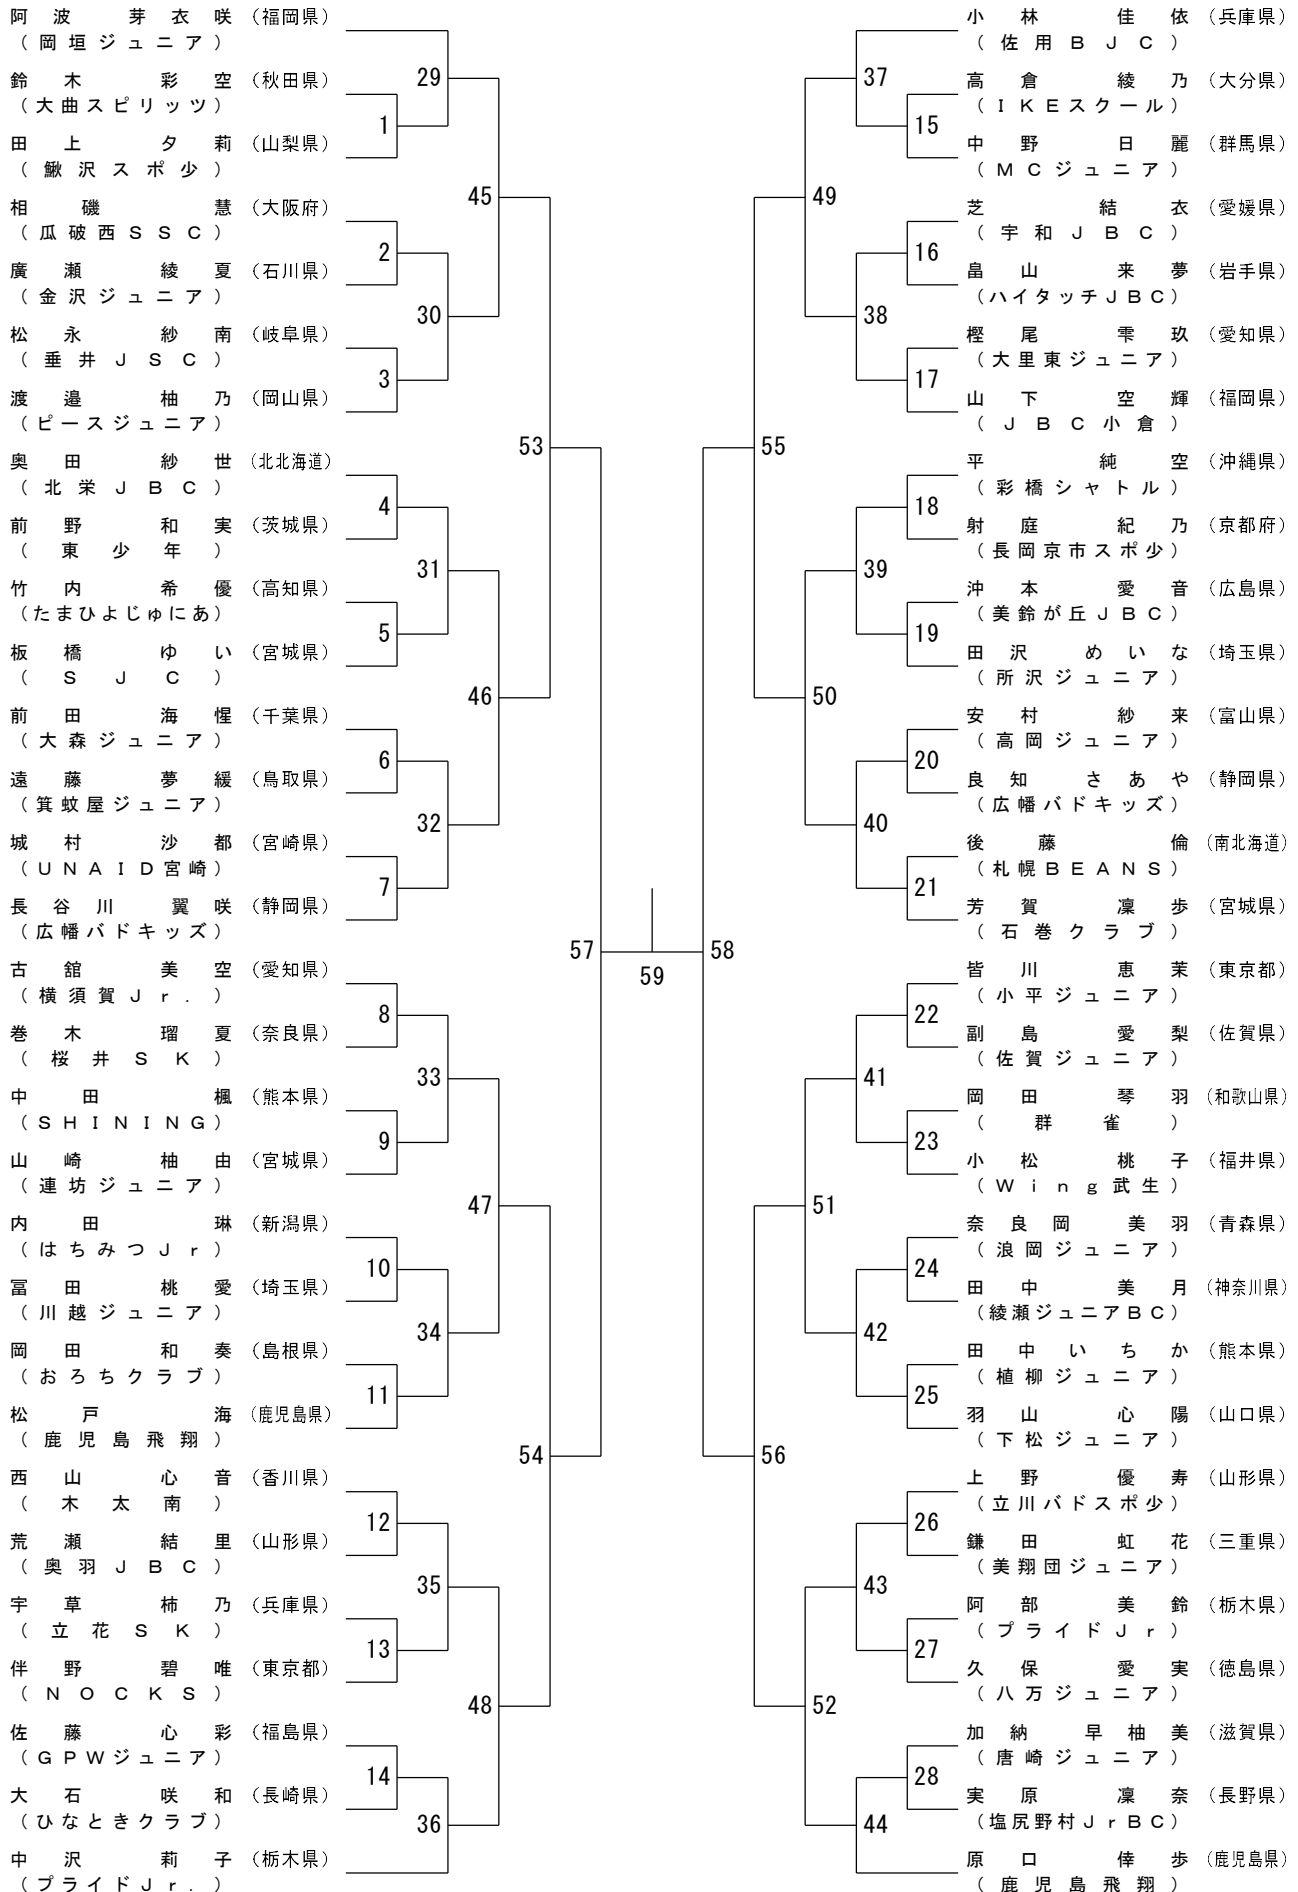 阿波 芽衣咲 （福岡県）
（岡垣ジュニア）
29
鈴木 彩空 （秋田県）
（大曲スピリッツ）
1
田上 夕莉 （山梨県）
（鰍沢スポ少）
45
相磯 慧 （大阪府）
（瓜破西ＳＳＣ）
2
廣瀬 綾夏 （石川県）
（金沢ジュニア）
30
松永 紗南 （岐阜県）
（垂井ＪＳＣ）
3
渡邉 柚乃 （岡山県）
（ピースジュニア）
53
奥田 紗世 （北北海道）
（北栄ＪＢＣ）
4
前野 和実 （茨城県）
（東少年）
31
竹内 希優 （高知県）
（たまひよじゅにあ）
5
板橋 ゆい （宮城県）
（ＳＪＣ）
46
前田 海惺 （千葉県）
（大森ジュニア）
6
遠藤 夢緩 （鳥取県）
（箕蚊屋ジュニア）
32
城村 沙都 （宮崎県）
（ＵＮＡＩＤ宮崎）
7
長谷川 翼咲 （静岡県）
（広幡バドキッズ）
57
古舘 美空 （愛知県）
（横須賀Ｊｒ．）
8
巻木 瑠夏 （奈良県）
（桜井ＳＫ）
33
中田 楓 （熊本県）
（ＳＨＩＮＩＮＧ）
9
山崎 柚由 （宮城県）
（連坊ジュニア）
47
内田 琳 （新潟県）
（はちみつＪｒ）
10
冨田 桃愛 （埼玉県）
（川越ジュニア）
34
岡田 和奏 （島根県）
（おろちクラブ）
11
松戸 海 （鹿児島県）
（鹿児島飛翔）
54
西山 心音 （香川県）
（木太南）
12
荒瀬 結里 （山形県）
（奥羽ＪＢＣ）
35
宇草 柿乃 （兵庫県）
（立花ＳＫ）
13
伴野 碧唯 （東京都）
（ＮＯＣＫＳ）
48
佐藤 心彩 （福島県）
（ＧＰＷジュニア）
14
大石 咲和 （長崎県）
（ひなときクラブ）
36
中沢 莉子 （栃木県）
（プライドＪｒ．）
59
小林 佳依 （兵庫県）
（佐用ＢＪＣ）
37
高倉 綾乃 （大分県）
（ＩＫＥスクール）
15
中野 日麗 （群馬県）
（ＭＣジュニア）
49
芝 結衣 （愛媛県）
（宇和ＪＢＣ）
16
畠山 来夢 （岩手県）
（ハイタッチＪＢＣ）
38
樫尾 雫玖 （愛知県）
（大里東ジュニア）
17
山下 空輝 （福岡県）
（ＪＢＣ小倉）
55
平 純空 （沖縄県）
（彩橋シャトル）
18
射庭 紀乃 （京都府）
（長岡京市スポ少）
39
沖本 愛音 （広島県）
（美鈴が丘ＪＢＣ）
19
田沢 めいな （埼玉県）
（所沢ジュニア）
50
安村 紗来 （富山県）
（高岡ジュニア）
20
良知 さあや （静岡県）
（広幡バドキッズ）
40
後藤 倫 （南北海道）
（札幌ＢＥＡＮＳ）
21
芳賀 凜歩 （宮城県）
（石巻クラブ）
58
皆川 恵茉 （東京都）
（小平ジュニア）
22
副島 愛梨 （佐賀県）
（佐賀ジュニア）
41
岡田 琴羽 （和歌山県）
（群雀）
23
小松 桃子 （福井県）
（Ｗｉｎｇ武生）
51
奈良岡 美羽 （青森県）
（浪岡ジュニア）
24
田中 美月 （神奈川県）
（綾瀬ジュニアＢＣ）
42
田中いちか （熊本県）
（植柳ジュニア）
25
羽山 心陽 （山口県）
（下松ジュニア）
56
上野 優寿 （山形県）
（立川バドスポ少）
26
鎌田 虹花 （三重県）
（美翔団ジュニア）
43
阿部 美鈴 （栃木県）
（プライドＪｒ）
27
久保 愛実 （徳島県）
（八万ジュニア）
52
加納 早柚美 （滋賀県）
（唐崎ジュニア）
28
実原 凜奈 （長野県）
（塩尻野村ＪｒＢＣ）
44
原口 倖歩 （鹿児島県）
（鹿児島飛翔）